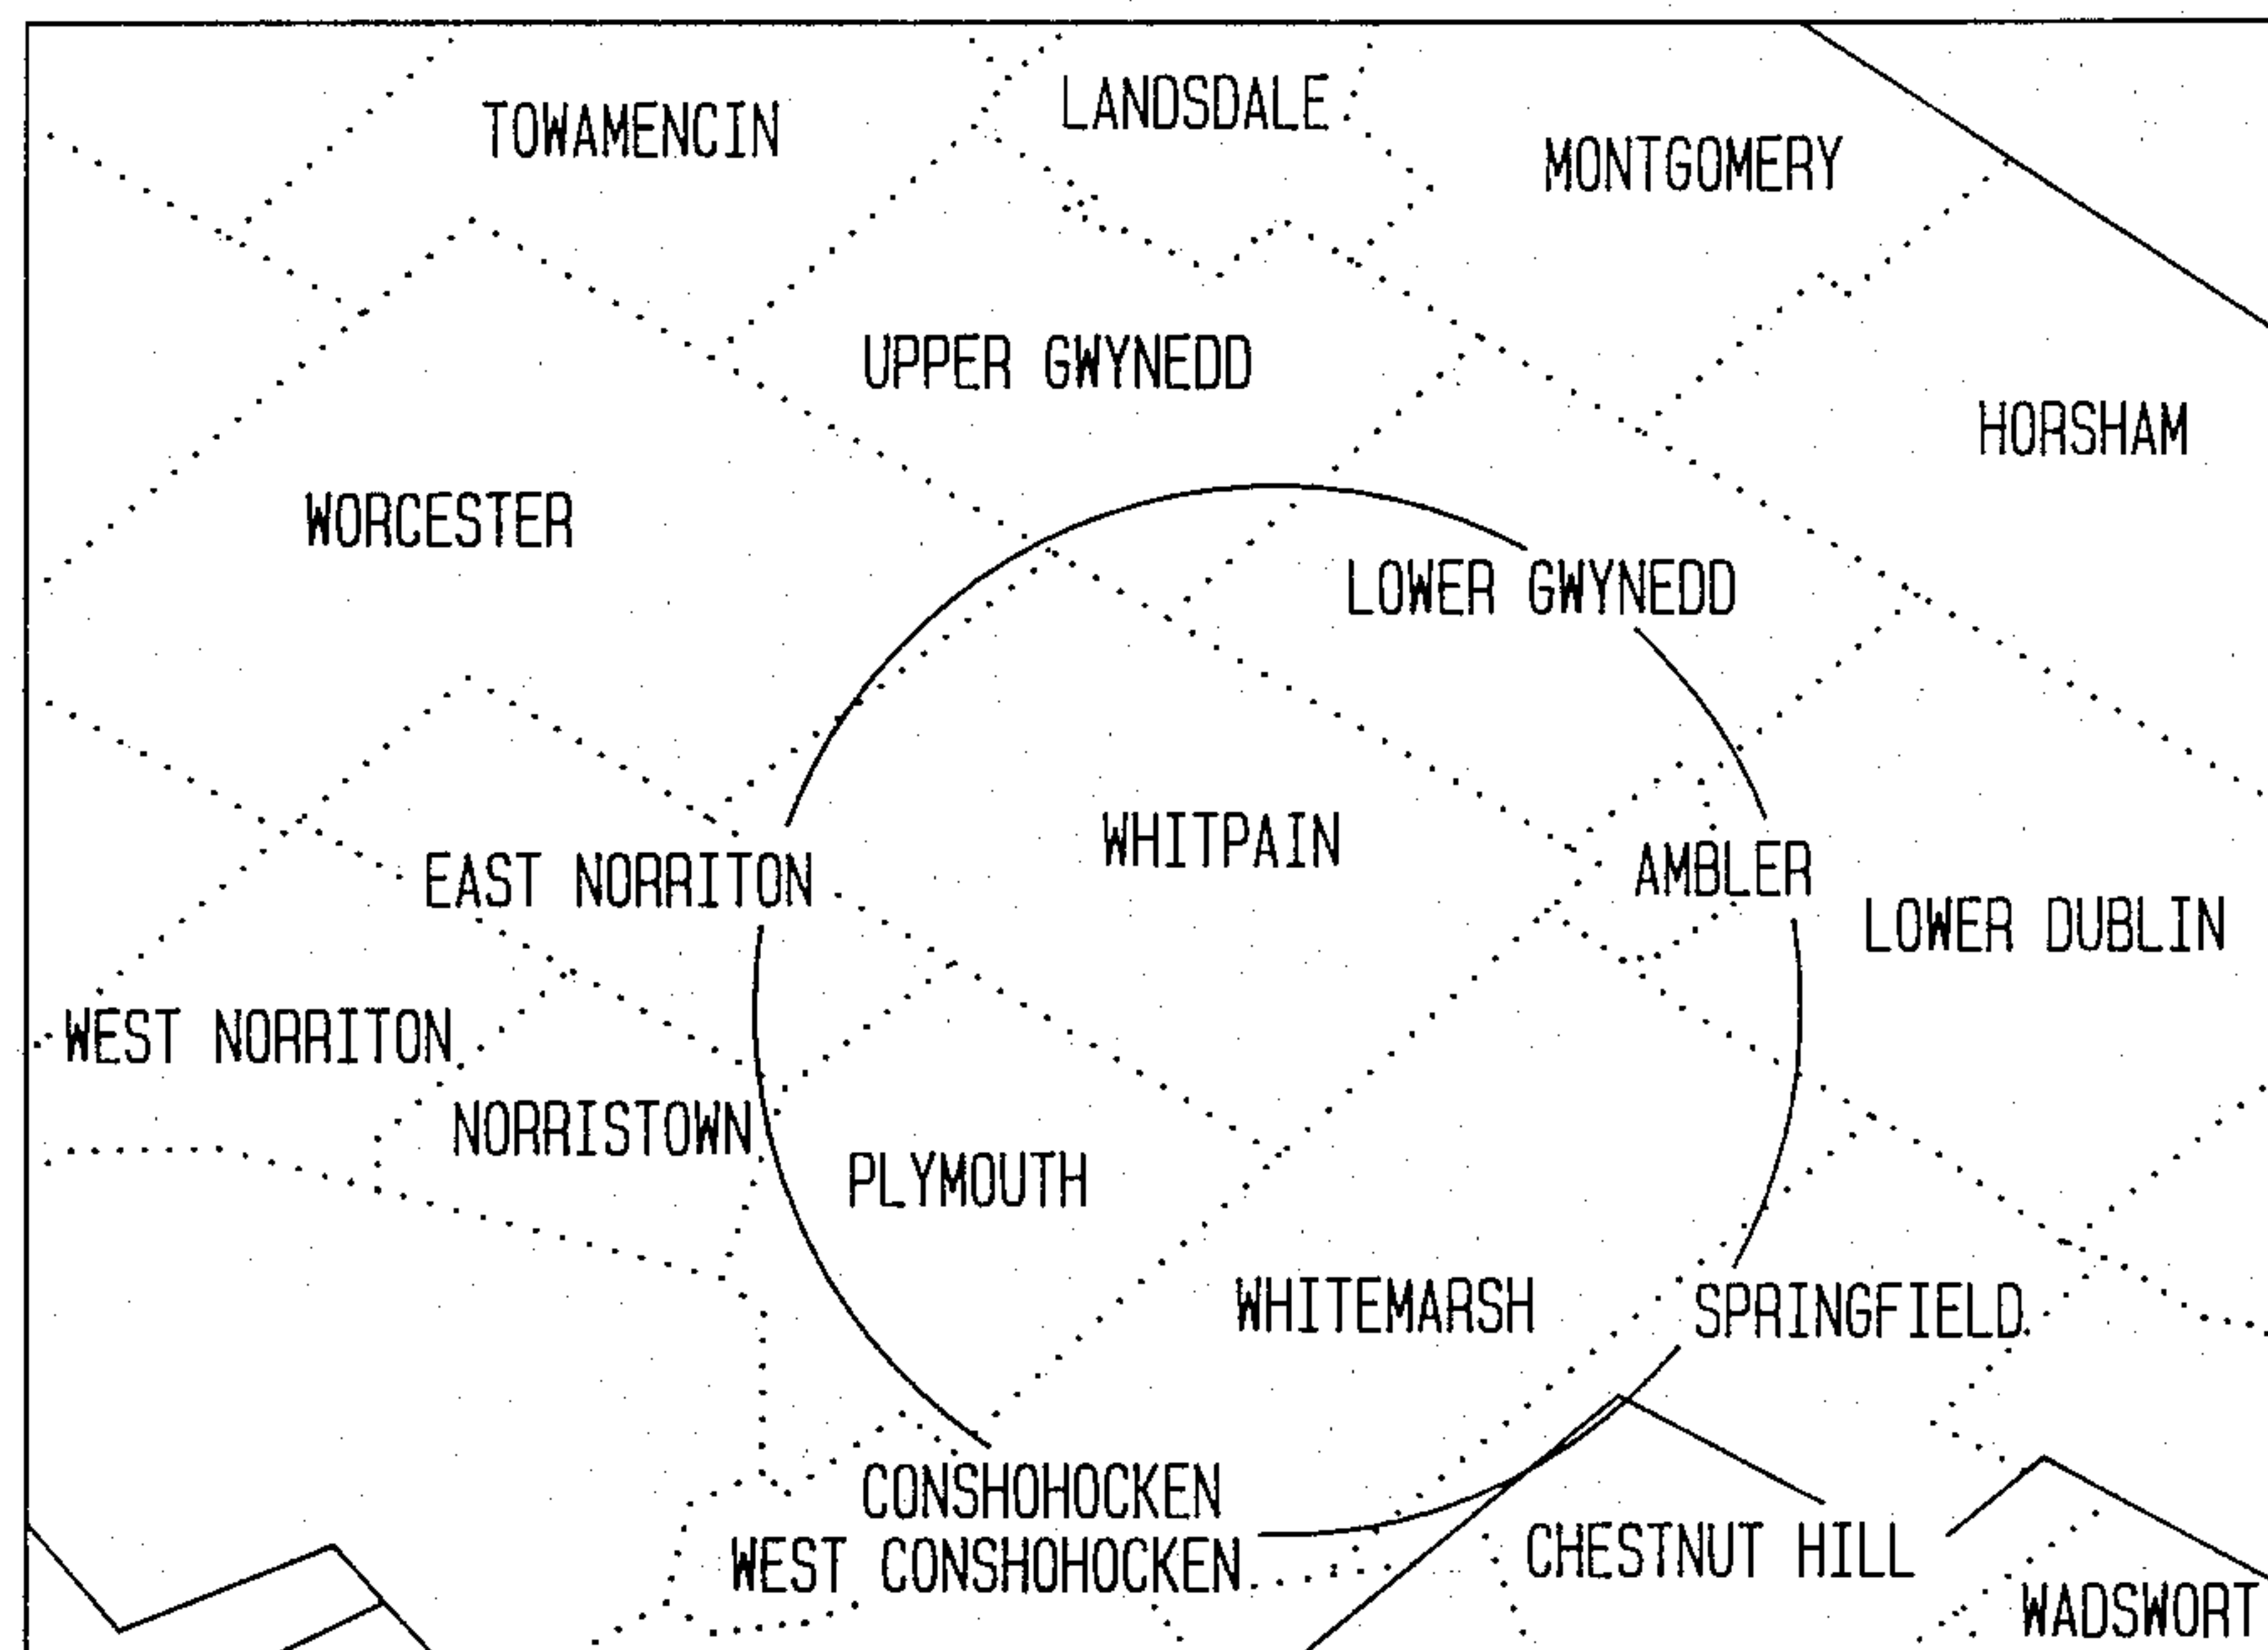 LANDSDALE
TOWAMENCIN
MONTGOMERY
UPPER GWYNEDD
HORSHAM
WORCESTER
LOWER GWYNEDD
WHITPAIN
AMBLER
EAST NORRITON
LOWER DUBLIN
WEST NORRITON
NORRISTOWN
PLYMOUTH
WHITEMARSH
SPRINGFIELD
CONSHOHOCKEN
CHESTNUT HILL
WEST CONSHOHOCKEN
WADSWORT